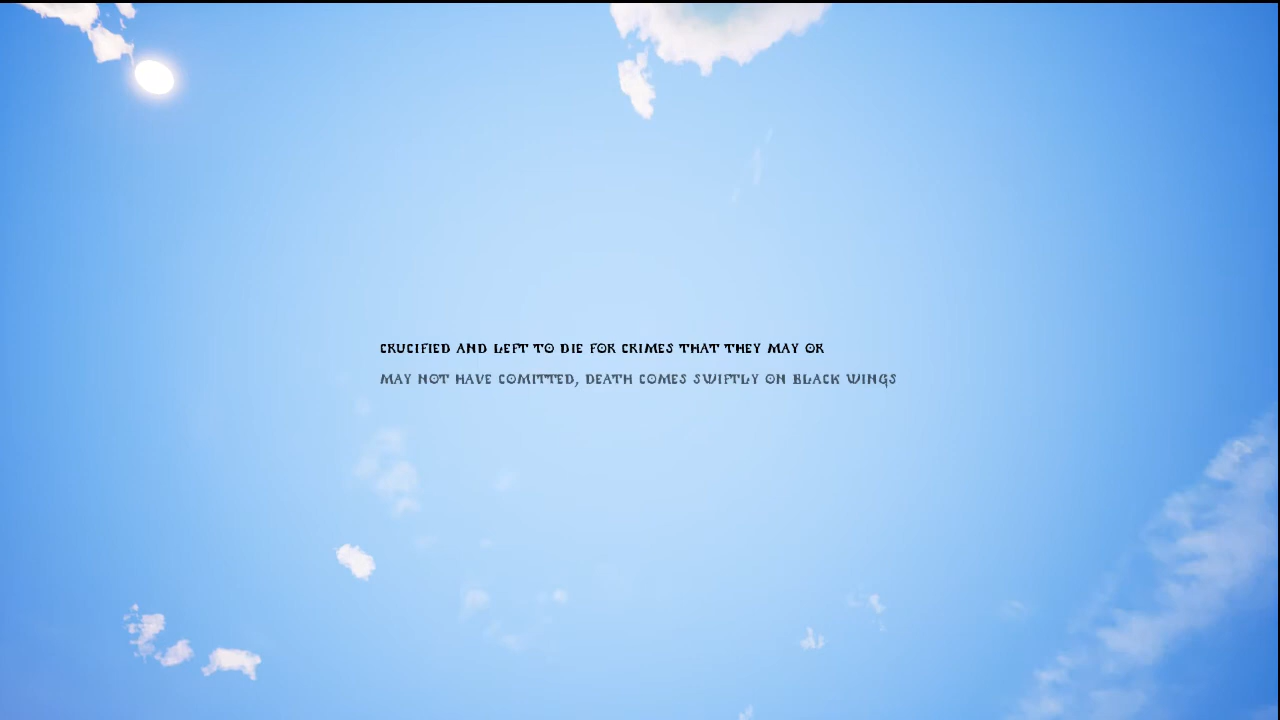 CRUCIFIED AND LEFT TO DIE FOR CRIMES THAT THEY MAY OR
MAY NOT HAVE COMITTED, DEATH COMES SWIFTLY ON BLACK WINGS